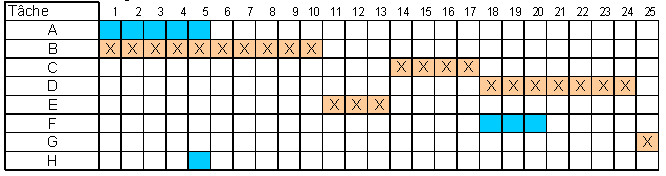 Tâche 1 2 3 4 5 6 7 8 9 10 11 12 13 14 15 16 17 18 19 20 21 22 23 24 25
A
B X X X X X X X X X X
C X X X X
D X X X X X X X
E X X X
F
G X
H